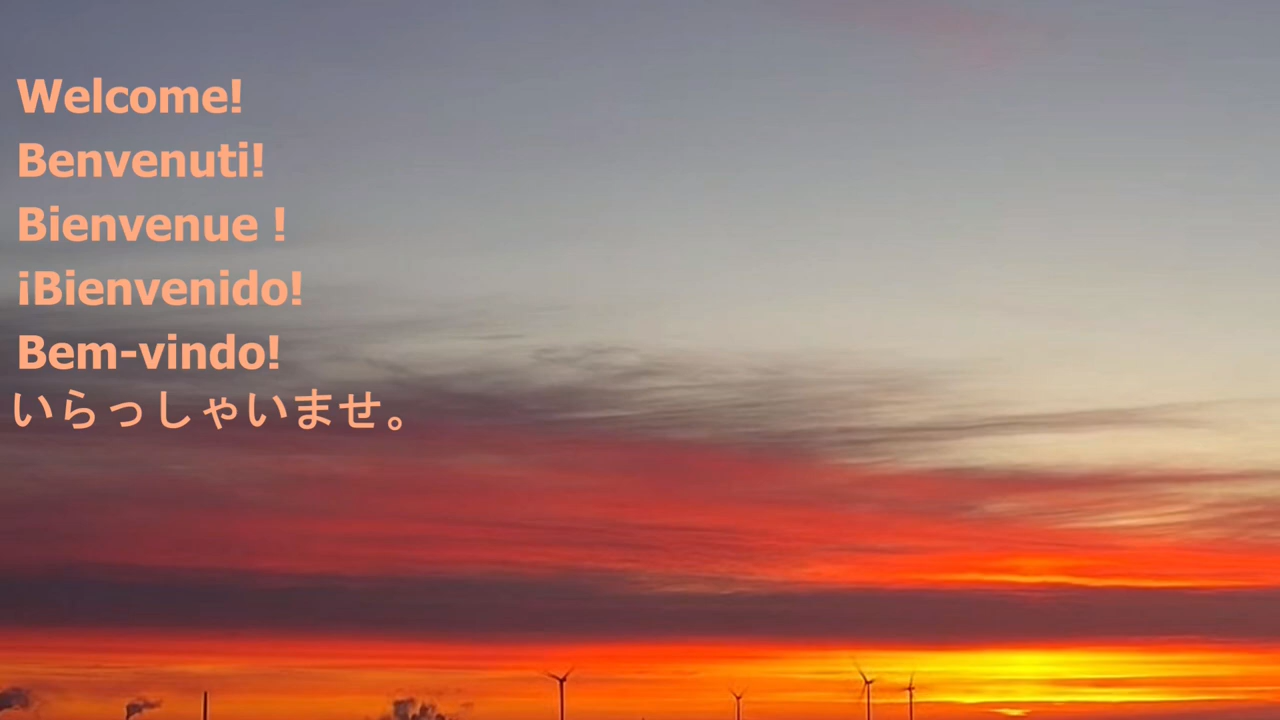 Welcome!
Benvenuti!
Bienvenue !
¡Bienvenido!
Bem-vindo!
いらっしゃいませ。